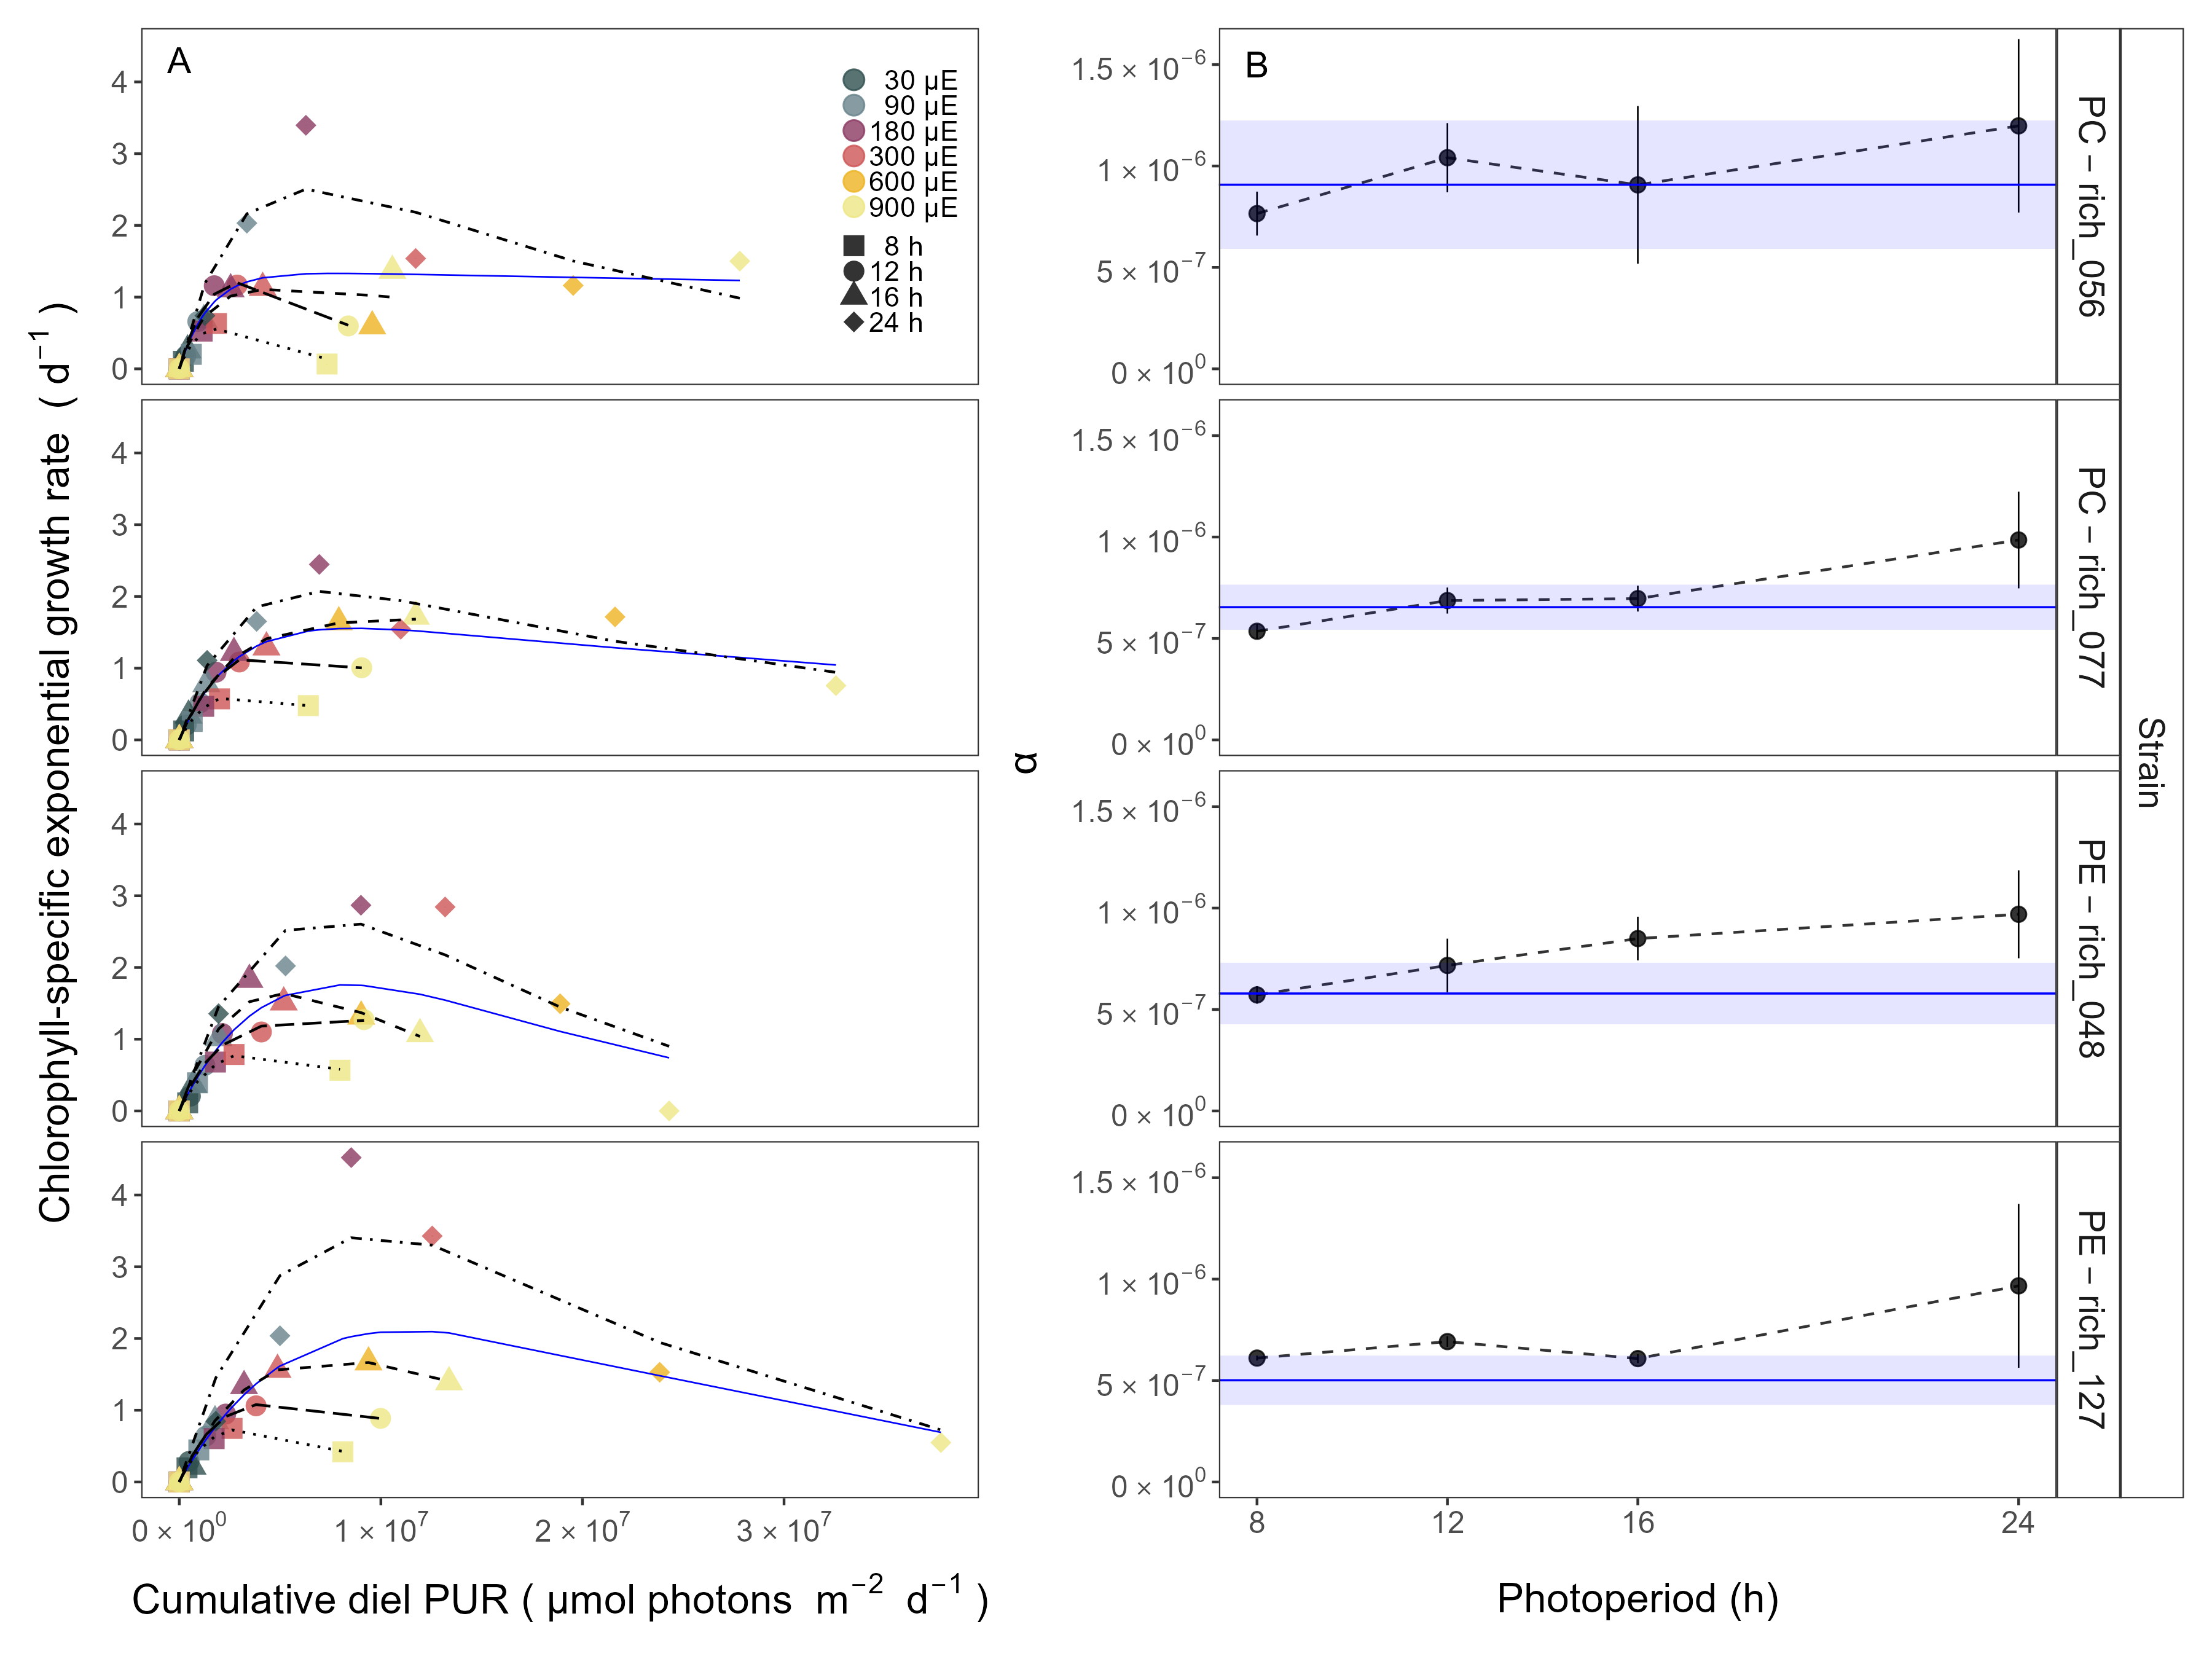 A
30 µE
90 µE
180 µE
300 µE
600 µE
900 µE
8 h
12 h
16 h
24 h
4
3
2
1
0
4
3
2
1
0
4
3
2
1
0
4
3
2
1
0
Chlorophyll-specific exponential growth rate ( d⁻¹ )
0 × 10⁰
1 × 10⁷
2 × 10⁷
3 × 10⁷
Cumulative diel PUR ( µmol photons m⁻² d⁻¹ )
B
1.5 × 10⁻⁶
1 × 10⁻⁶
5 × 10⁻⁷
0 × 10⁰
1.5 × 10⁻⁶
1 × 10⁻⁶
5 × 10⁻⁷
0 × 10⁰
1.5 × 10⁻⁶
1 × 10⁻⁶
5 × 10⁻⁷
0 × 10⁰
1.5 × 10⁻⁶
1 × 10⁻⁶
5 × 10⁻⁷
0 × 10⁰
α
8
12
16
24
Photoperiod (h)
PC – rich_056
PC – rich_077
PE – rich_048
PE – rich_127
Strain